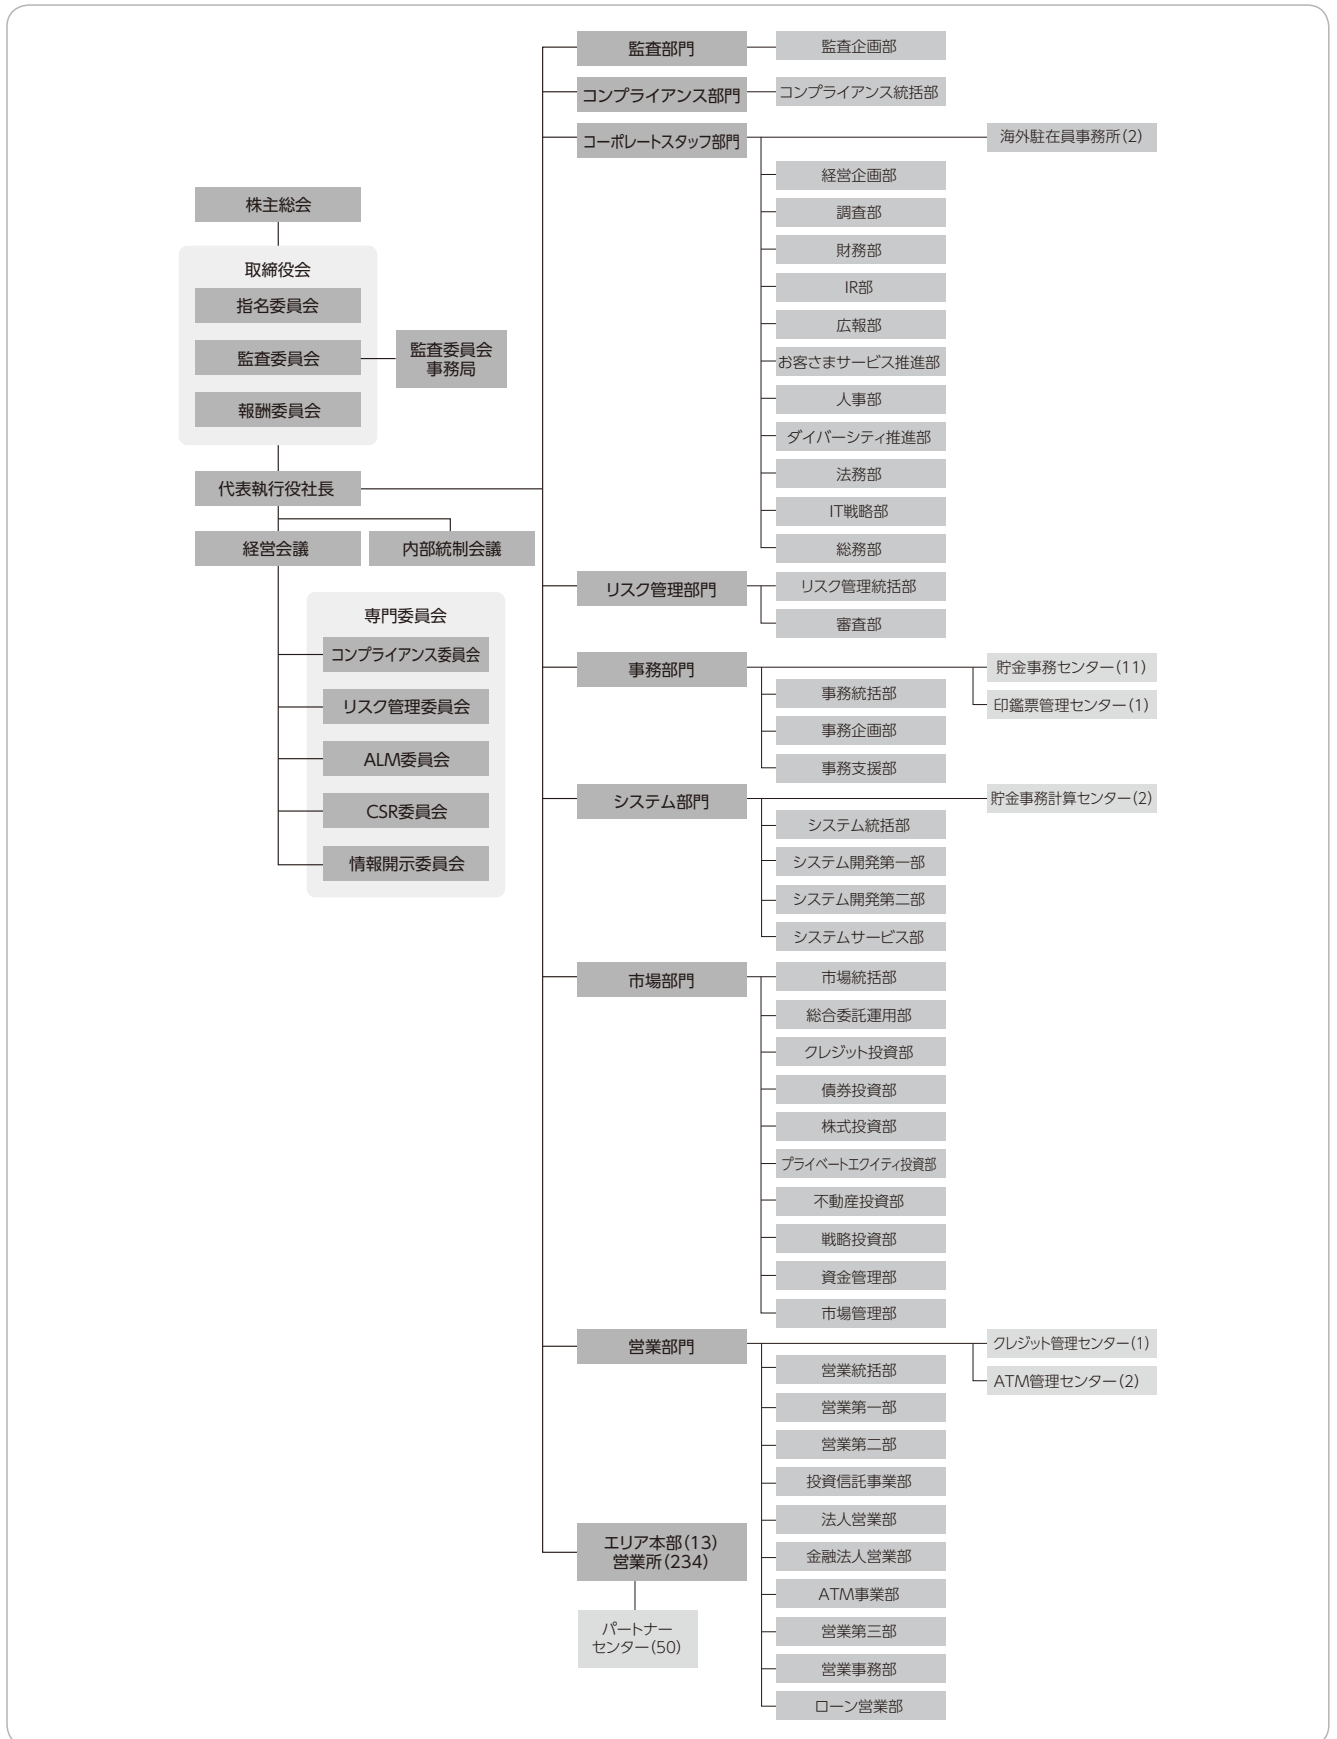 株主総会
取締役会
指名委員会
監査委員会
報酬委員会
監査委員会
事務局
代表執行役社長
経営会議
内部統制会議
専門委員会
コンプライアンス委員会
リスク管理委員会
ALM委員会
CSR委員会
情報開示委員会
監査部門
監査企画部
コンプライアンス部門
コンプライアンス統括部
コーポレートスタッフ部門
海外駐在員事務所(2)
経営企画部
調査部
財務部
IR部
広報部
お客さまサービス推進部
人事部
ダイバーシティ推進部
法務部
IT戦略部
総務部
リスク管理部門
リスク管理統括部
審査部
事務部門
貯金事務センター(11)
印鑑票管理センター(1)
事務統括部
事務企画部
事務支援部
システム部門
貯金事務計算センター(2)
システム統括部
システム開発第一部
システム開発第二部
システムサービス部
市場部門
市場統括部
総合委託運用部
クレジット投資部
債券投資部
株式投資部
プライベートエクイティ投資部
不動産投資部
戦略投資部
資金管理部
市場管理部
営業部門
クレジット管理センター(1)
ATM管理センター(2)
営業統括部
営業第一部
営業第二部
投資信託事業部
法人営業部
金融法人営業部
ATM事業部
営業第三部
営業事務部
ローン営業部
エリア本部(13)
営業所(234)
パートナー
センター(50)